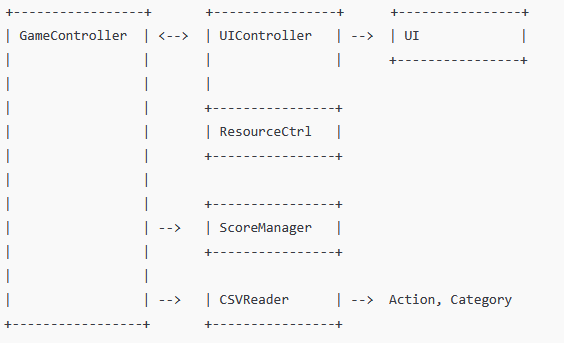 +----------------+       +----------------+      +----------------+
| GameController  | <--> | UIController   | -->  | UI             |
|                 |      |                |      +----------------+
|                 |      |
|                 |      +----------------+
|                 |      | ResourceCtrl   |
|                 |      +----------------+
|                 |
|                 |      +----------------+
|                 | -->  | ScoreManager   |
|                 |      +----------------+
|                 |
|                 | -->  | CSVReader      | -->  Action, Category
+-----------------+      +----------------+